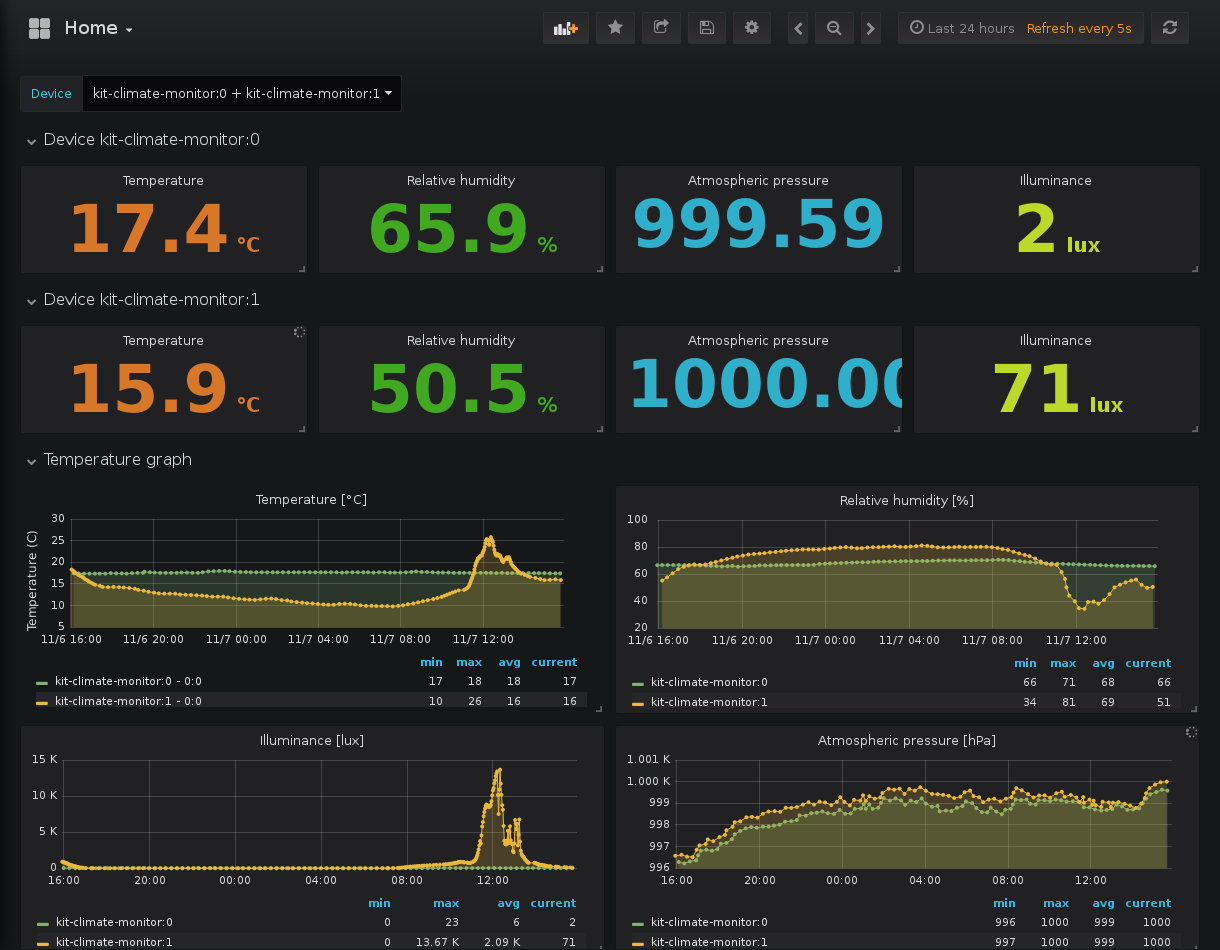 Home
Last 24 hours Refresh every 5s
Device kit-climate-monitor:0 + kit-climate-monitor:1
Device kit-climate-monitor:0
Temperature Relative humidity Atmospheric pressure Illuminance
17.4 °C 65.9 % 999.59 2 lux
Device kit-climate-monitor:1
Temperature Relative humidity Atmospheric pressure Illuminance
15.9 °C 50.5 % 1000.00 71 lux
Temperature graph
Temperature [°C]
Temperature (C)
30
25
20
15
10
5
11/6 16:00 11/6 20:00 11/7 00:00 11/7 04:00 11/7 08:00 11/7 12:00
min max avg current
kit-climate-monitor:0 - 0:0 17 18 18 17
kit-climate-monitor:1 - 0:0 10 26 16 16
Relative humidity [%]
100
80
60
40
20
11/6 16:00 11/6 20:00 11/7 00:00 11/7 04:00 11/7 08:00 11/7 12:00
min max avg current
kit-climate-monitor:0 66 71 68 66
kit-climate-monitor:1 34 81 69 51
Illuminance [lux]
15 K
10 K
5 K
0
16:00 20:00 00:00 04:00 08:00 12:00
min max avg current
kit-climate-monitor:0 0 23 6 2
kit-climate-monitor:1 0 13.67 K 2.09 K 71
Atmospheric pressure [hPa]
1.001 K
1.000 K
999
998
997
996
16:00 20:00 00:00 04:00 08:00 12:00
min max avg current
kit-climate-monitor:0 996 1000 999 1000
kit-climate-monitor:1 997 1000 999 1000